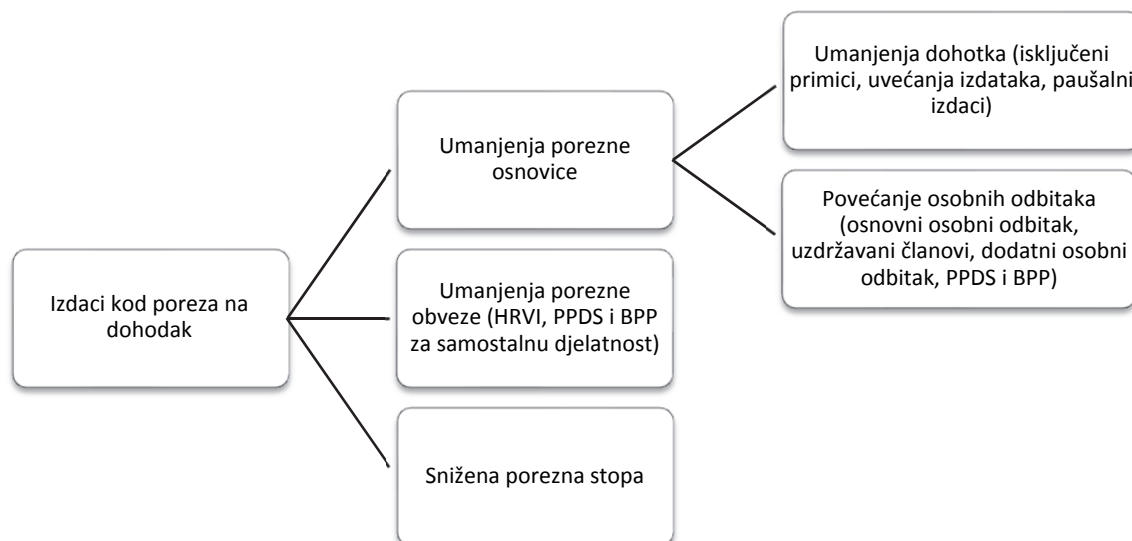 Izdaci kod poreza na
dohodak
Umanjenja porezne
osnovice
Umanjenja dohotka (isključeni
primici, uvećanja izdataka, paušalni
izdaci)
Povećanje osobnih odbitaka
(osnovni osobni odbitak,
uzdržavani članovi, dodatni osobni
odbitak, PPDS i BPP)
Umanjenja porezne
obveze (HRVI, PPDS i BPP
za samostalnu djelatnost)
Snižena porezna stopa